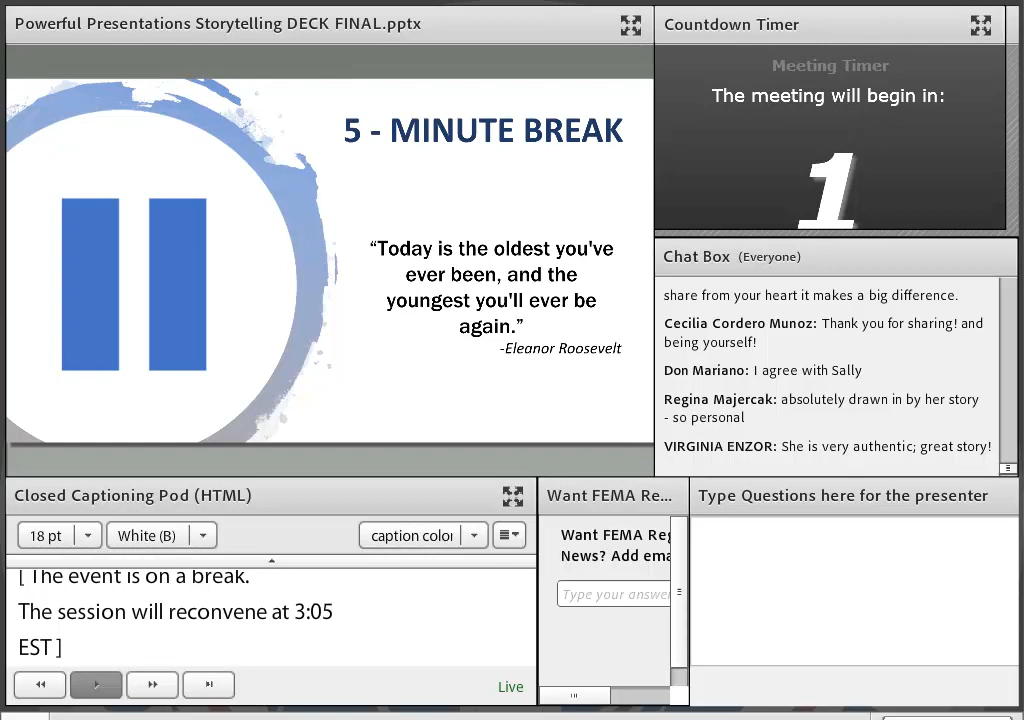 Powerful Presentations Storytelling DECK FINAL.pptx
5 - MINUTE BREAK
“Today is the oldest you've
ever been, and the
youngest you'll ever be
again.”
-Eleanor Roosevelt
Countdown Timer
Meeting Timer
The meeting will begin in:
1
Chat Box (Everyone)
share from your heart it makes a big difference.
Cecilia Cordero Munoz: Thank you for sharing! and
being yourself!
Don Mariano: I agree with Sally
Regina Majercak: absolutely drawn in by her story
- so personal
VIRGINIA ENZOR: She is very authentic; great story!
Closed Captioning Pod (HTML)
18 pt
White (B)
caption color
[ The event is on a break.
The session will reconvene at 3:05
EST ]
Live
Want FEMA Re...
Want FEMA Reg
News? Add ema
Type your answer
Type Questions here for the presenter